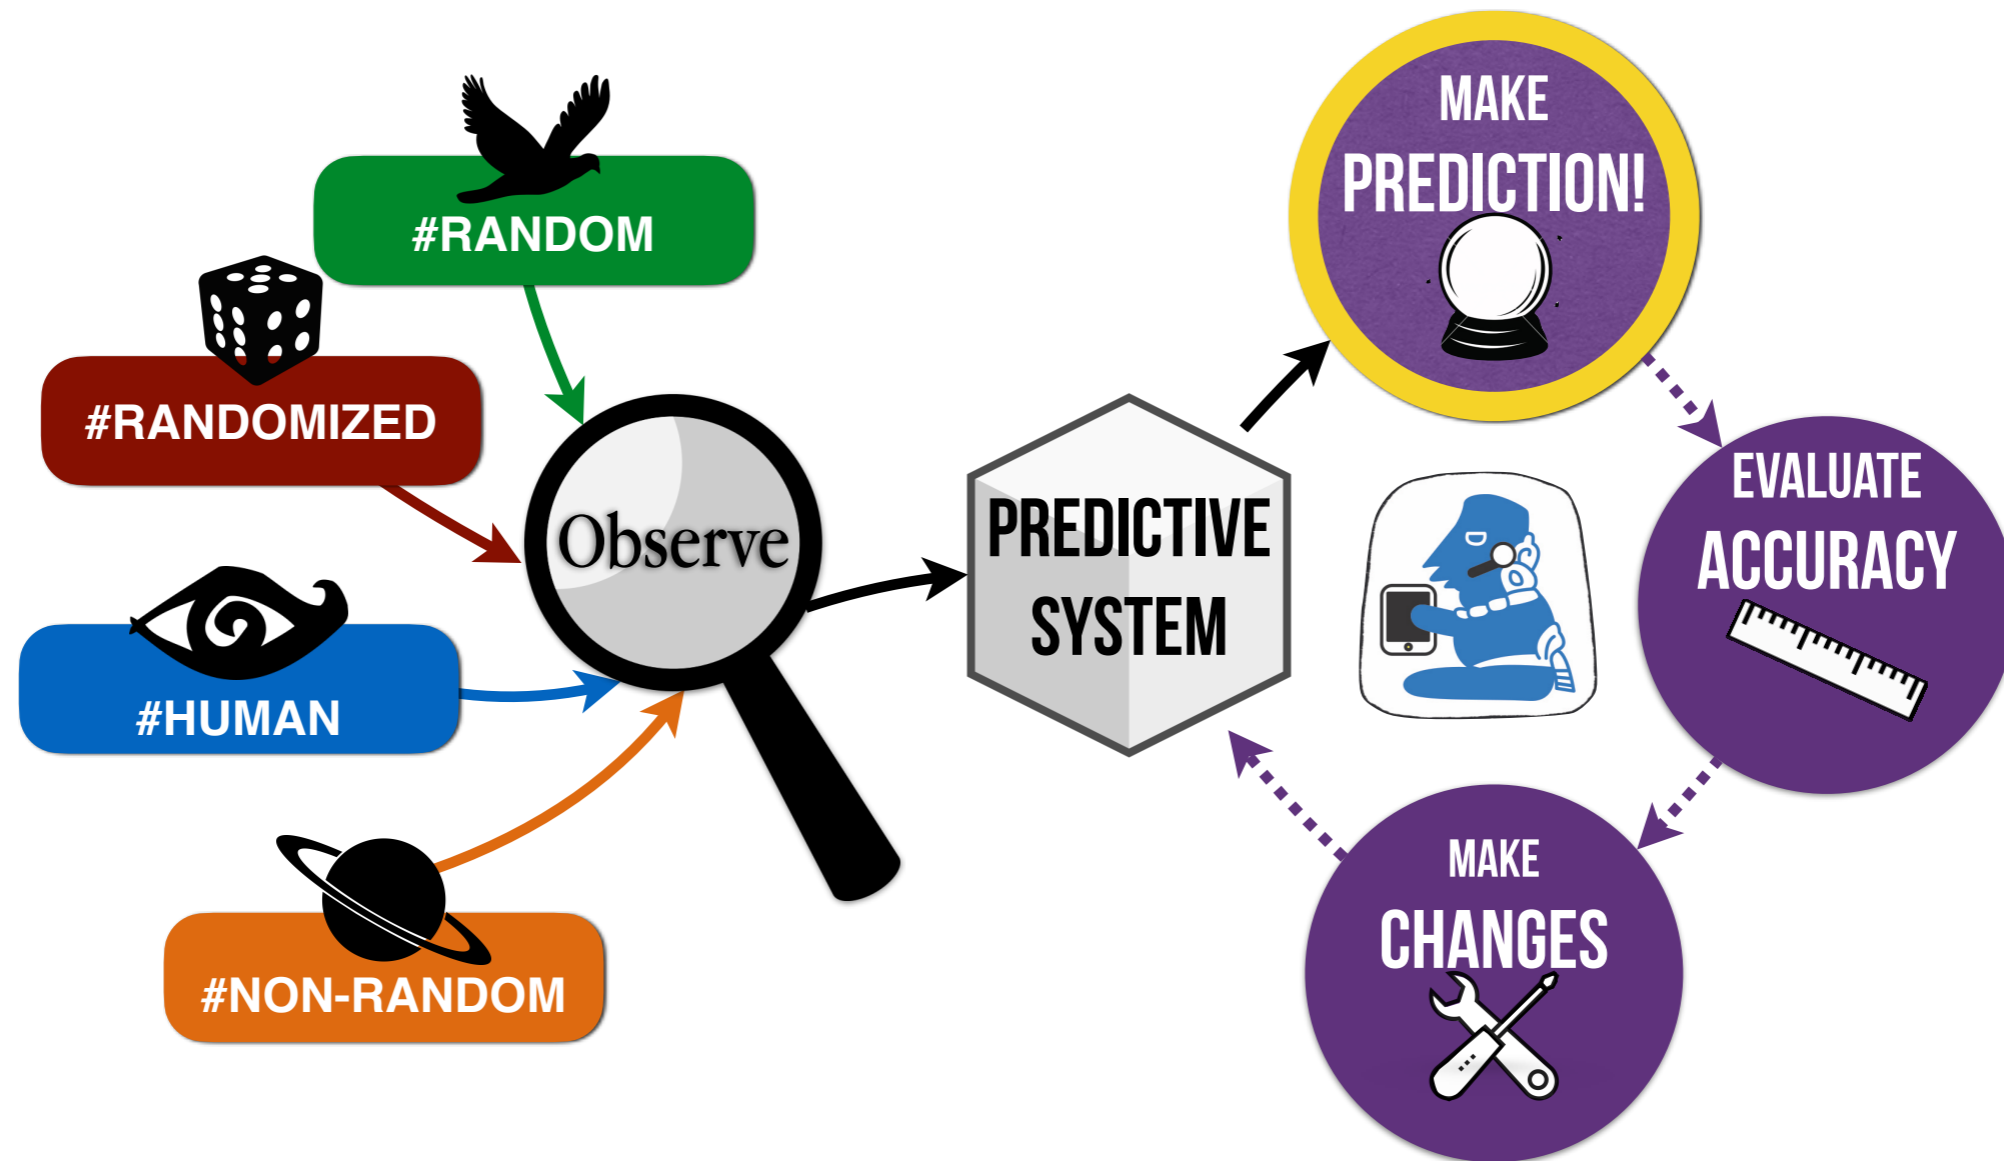 #RANDOM
#RANDOMIZED
#HUMAN
#NON-RANDOM
Observe
PREDICTIVE
SYSTEM
MAKE
PREDICTION!
EVALUATE
ACCURACY
MAKE
CHANGES